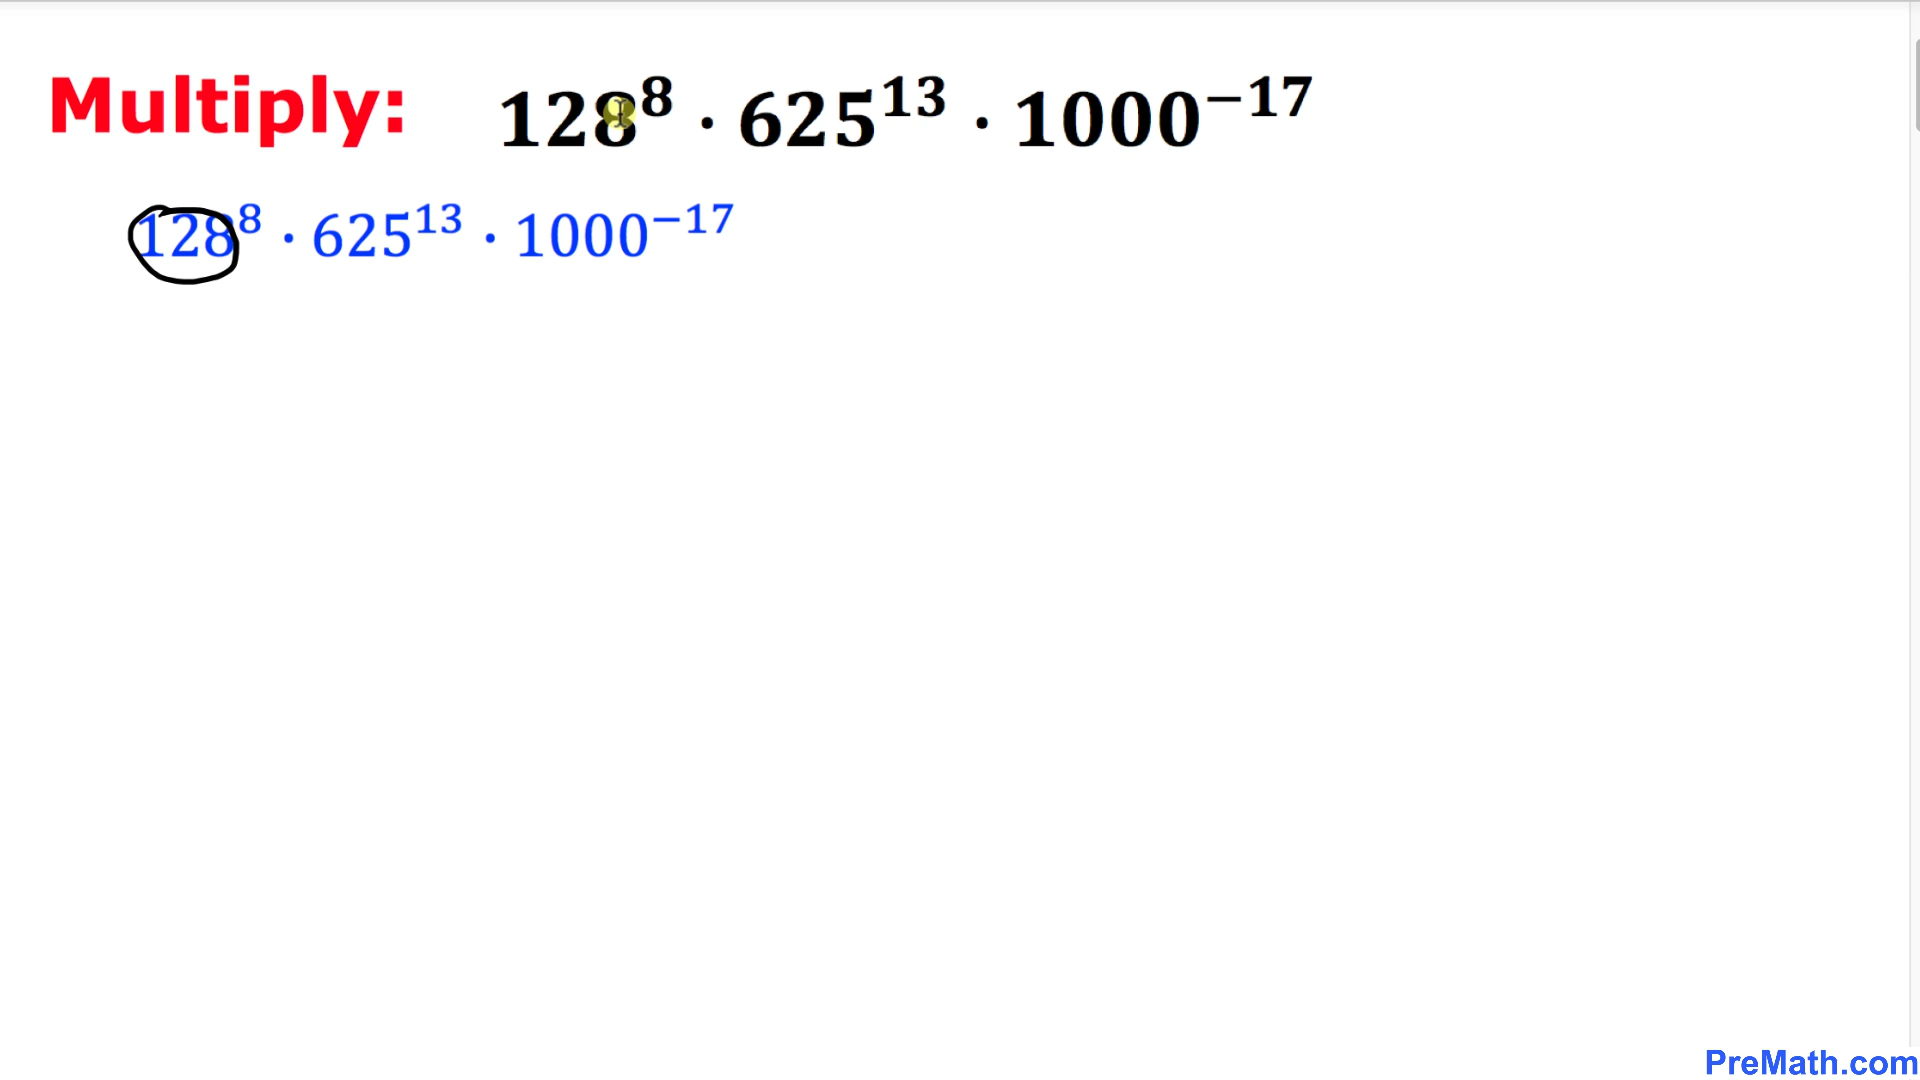 Multiply: 128⁸ · 625¹³ · 1000⁻¹⁷
128⁸ · 625¹³ · 1000⁻¹⁷
PreMath.com